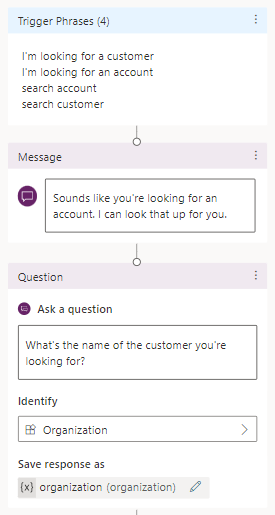 Trigger Phrases (4)
I'm looking for a customer
I'm looking for an account
search account
search customer
Message
Sounds like you're looking for an
account. I can look that up for you.
Question
Ask a question
What's the name of the customer you're
looking for?
Identify
Organization
Save response as
{x} organization (organization)